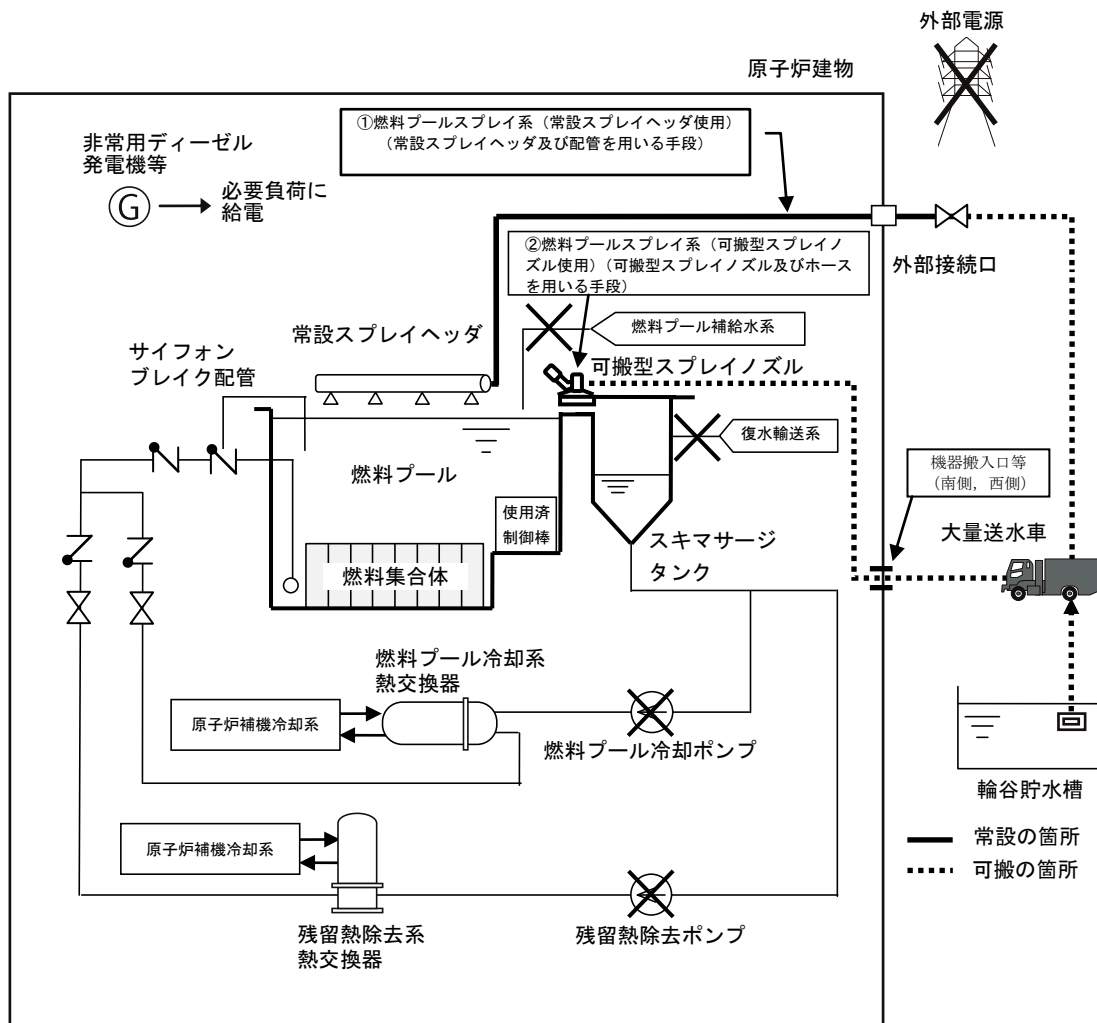 外部電源
原子炉建物
①燃料プールスプレイ系（常設スプレイヘッダ使用）
（常設スプレイヘッダ及び配管を用いる手段）
非常用ディーゼル
発電機等
G
必要負荷に
給電
②燃料プールスプレイ系（可搬型スプレイノ
ズル使用）（可搬型スプレイノズル及びホース
を用いる手段）
外部接続口
燃料プール補給水系
常設スプレイヘッダ
サイフォン
ブレイク配管
可搬型スプレイノズル
復水輸送系
機器搬入口等
（南側，西側）
燃料プール
使用済
制御棒
大量送水車
スキマサージ
タンク
燃料集合体
燃料プール冷却系
熱交換器
原子炉補機冷却系
燃料プール冷却ポンプ
輪谷貯水槽
原子炉補機冷却系
常設の箇所
可搬の箇所
残留熱除去系
熱交換器
残留熱除去ポンプ